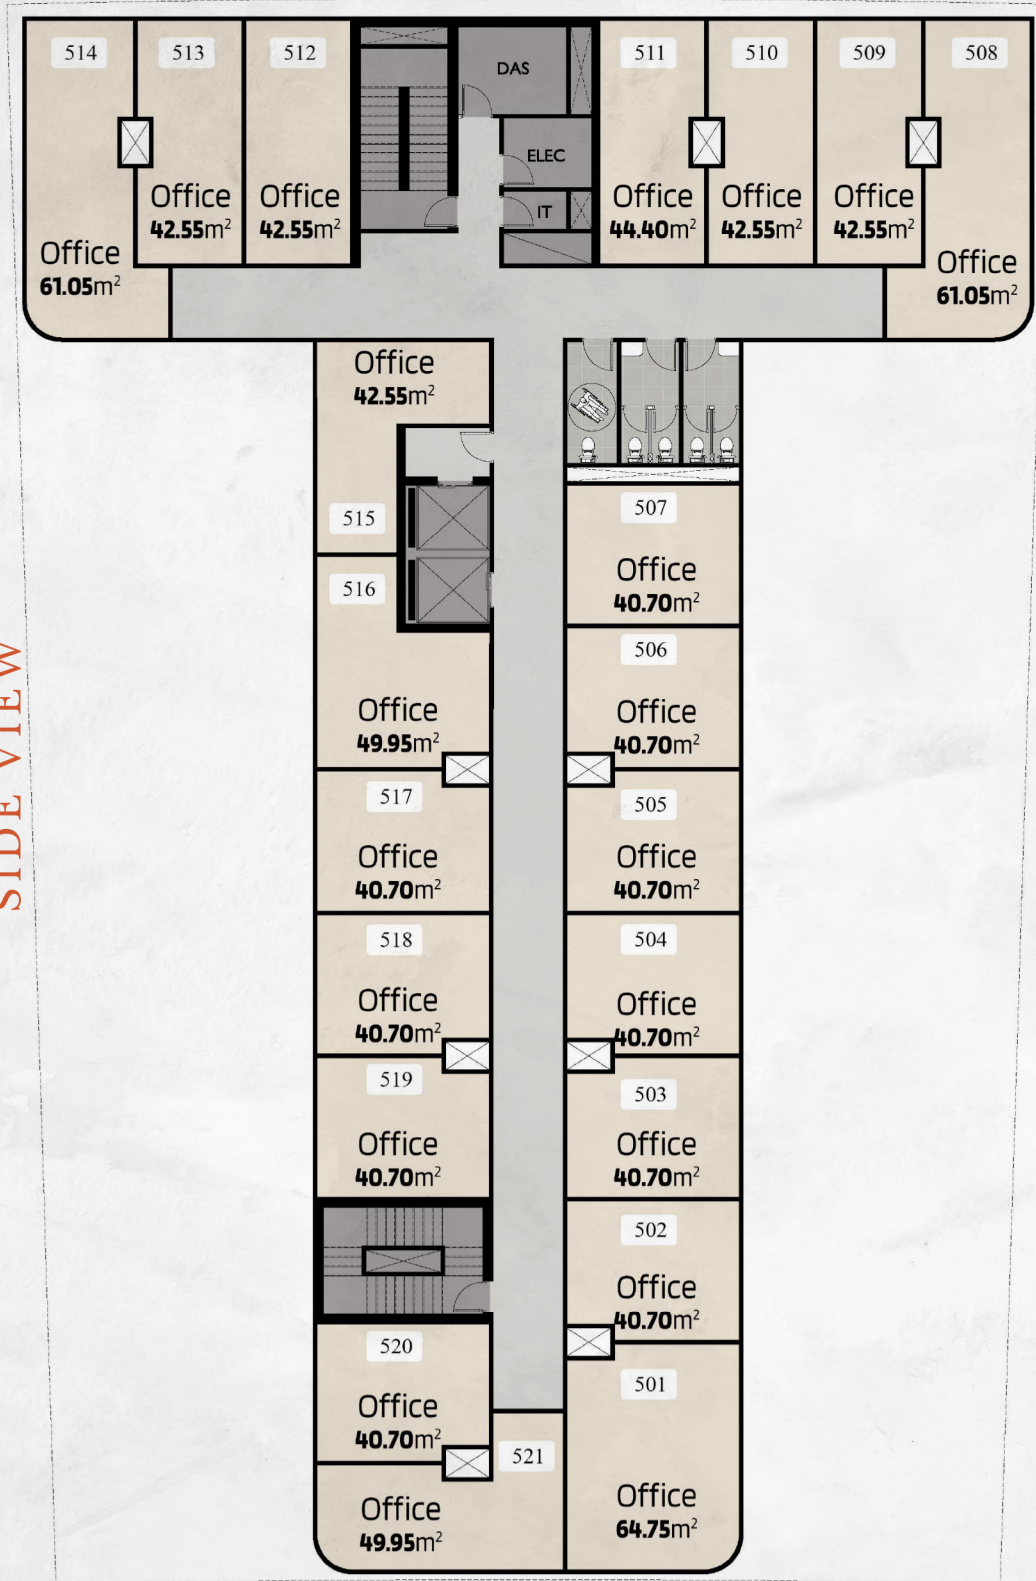 514
513
512
DAS
511
510
509
508
ELEC
IT
Office
42.55m²
Office
42.55m²
Office
44.40m²
Office
42.55m²
Office
42.55m²
Office
61.05m²
Office
61.05m²
Office
42.55m²
515
507
Office
40.70m²
516
506
Office
49.95m²
Office
40.70m²
SIDE VIEW
517
Office
40.70m²
505
Office
40.70m²
518
Office
40.70m²
504
Office
40.70m²
519
Office
40.70m²
503
Office
40.70m²
502
Office
40.70m²
520
Office
40.70m²
501
521
Office
49.95m²
Office
64.75m²